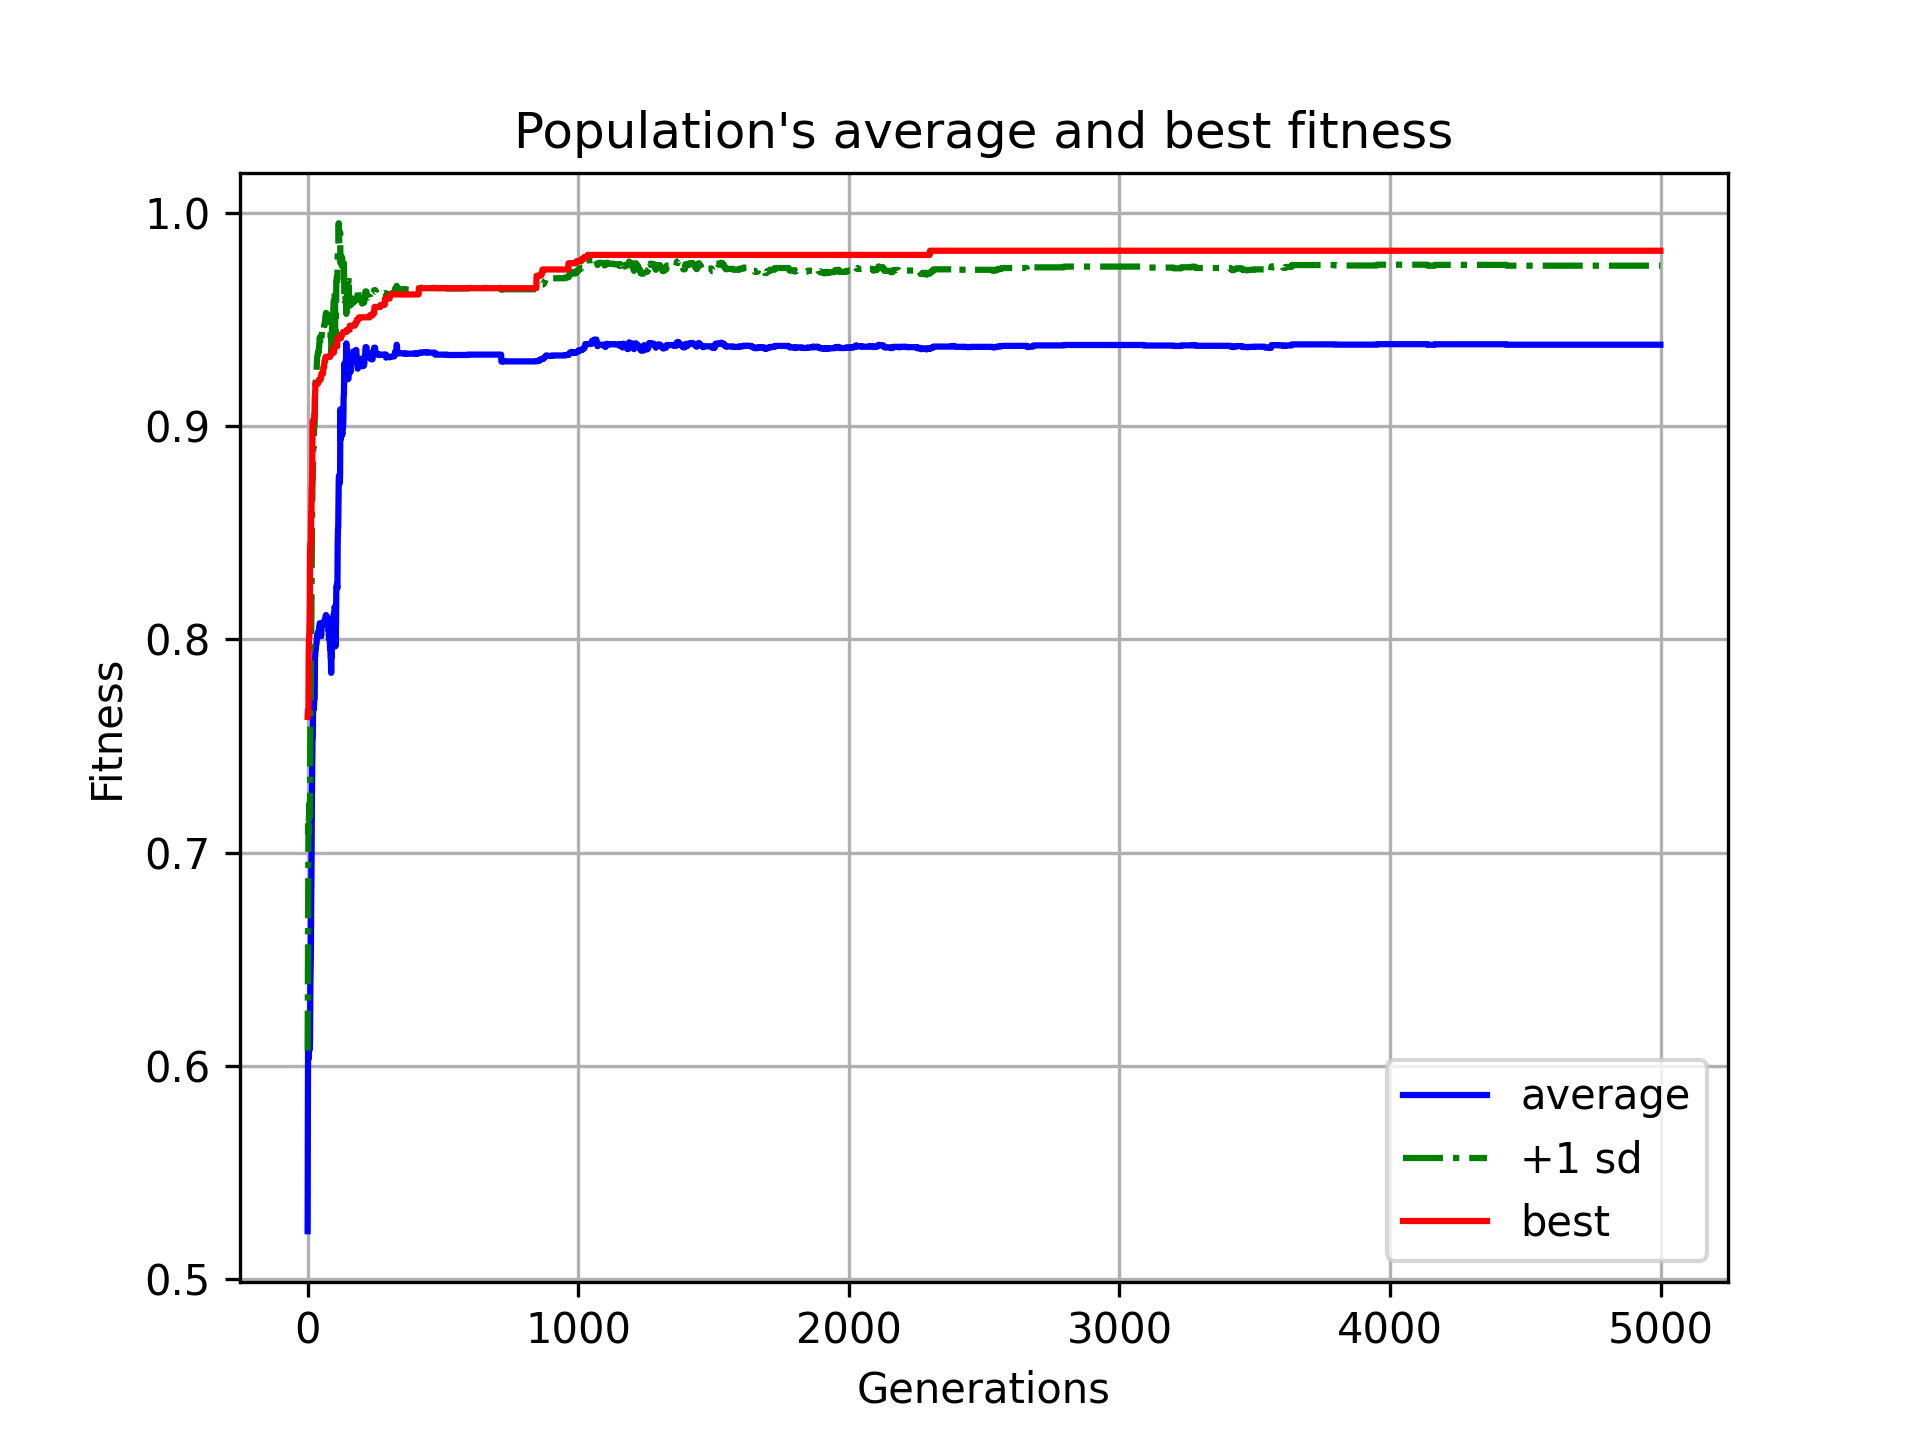 Population's average and best fitness
1.0
0.9
0.8
0.7
0.6
0.5
Fitness
0 1000 2000 3000 4000 5000
Generations
average
+1 sd
best